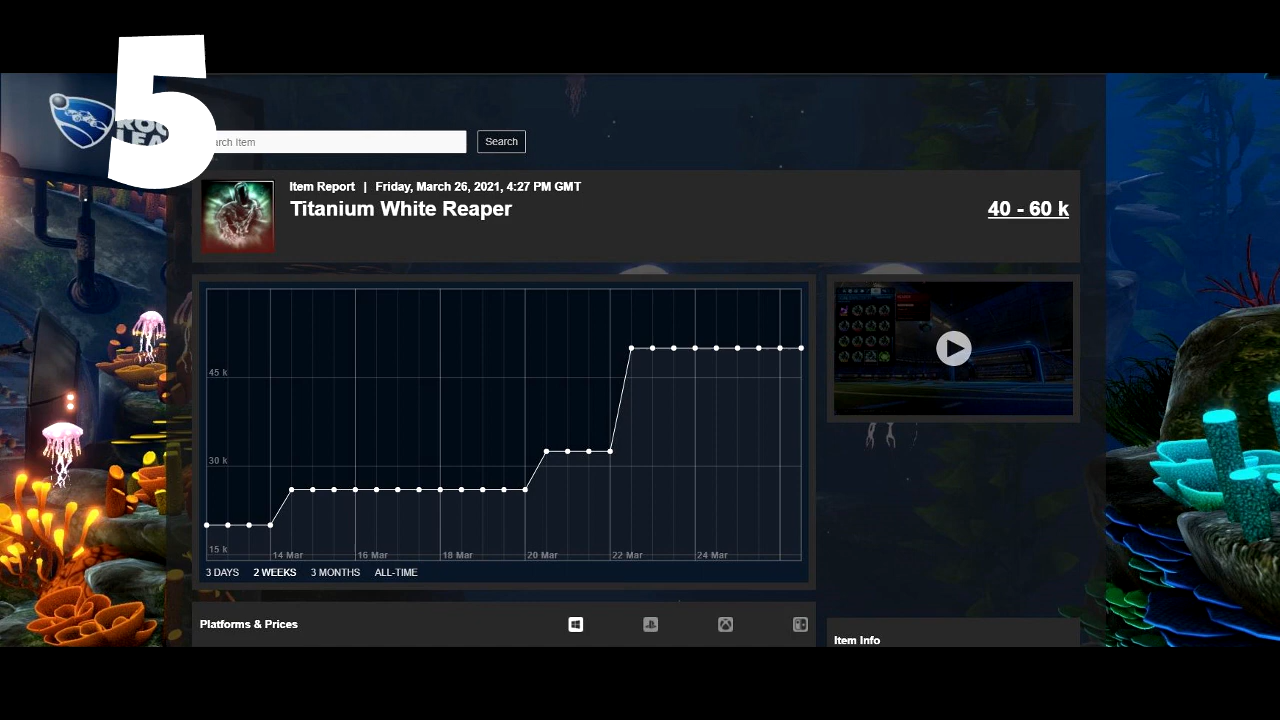 5
arch Item
Search
Item Report | Friday, March 26, 2021, 4:27 PM GMT
Titanium White Reaper
40 - 60 k
45 k
30 k
15 k
14 Mar
16 Mar
18 Mar
20 Mar
22 Mar
24 Mar
3 DAYS
2 WEEKS
3 MONTHS
ALL-TIME
Platforms & Prices
Item Info